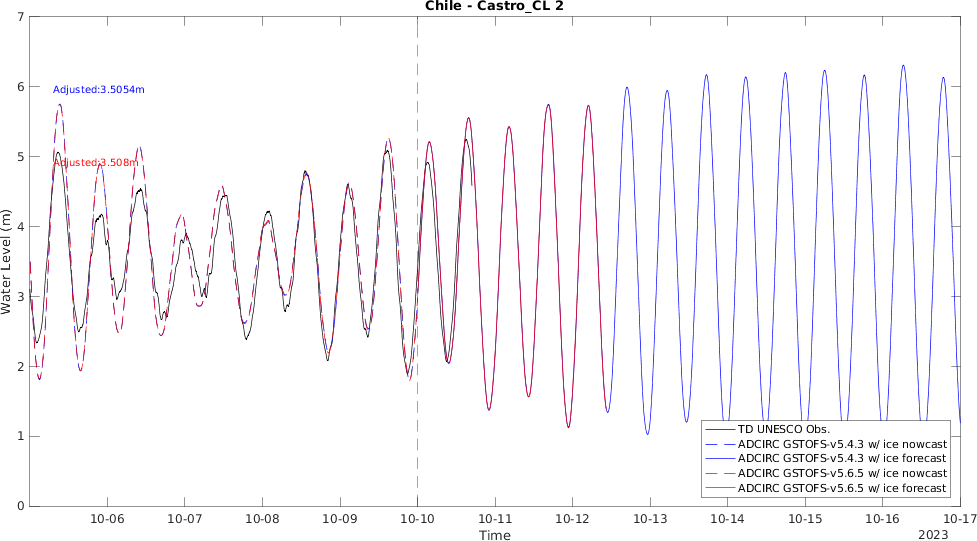 Chile - Castro_CL 2
7
6
5
4
3
2
1
0
Water Level (m)
Adjusted:3.5054m
Adjusted:3.508m
TD UNESCO Obs.
ADCIRC GSTOFS-v5.4.3 w/ ice nowcast
ADCIRC GSTOFS-v5.4.3 w/ ice forecast
ADCIRC GSTOFS-v5.6.5 w/ ice nowcast
ADCIRC GSTOFS-v5.6.5 w/ ice forecast
10-06 10-07 10-08 10-09 10-10 10-11 10-12 10-13 10-14 10-15 10-16 10-17
Time
2023